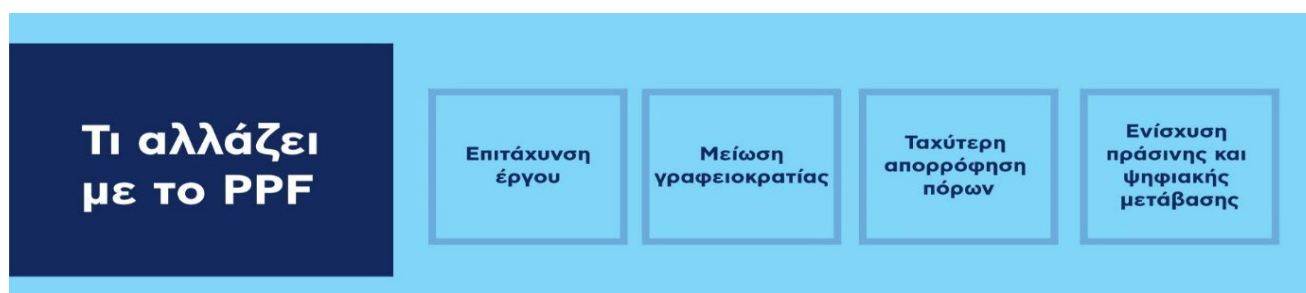 Τι αλλάζει
με το PPF
Επιτάχυνση
έργου
Μείωση
γραφειοκρατίας
Ταχύτερη
απορρόφηση
πόρων
Ενίσχυση
πράσινης και
ψηφιακής
μετάβασης